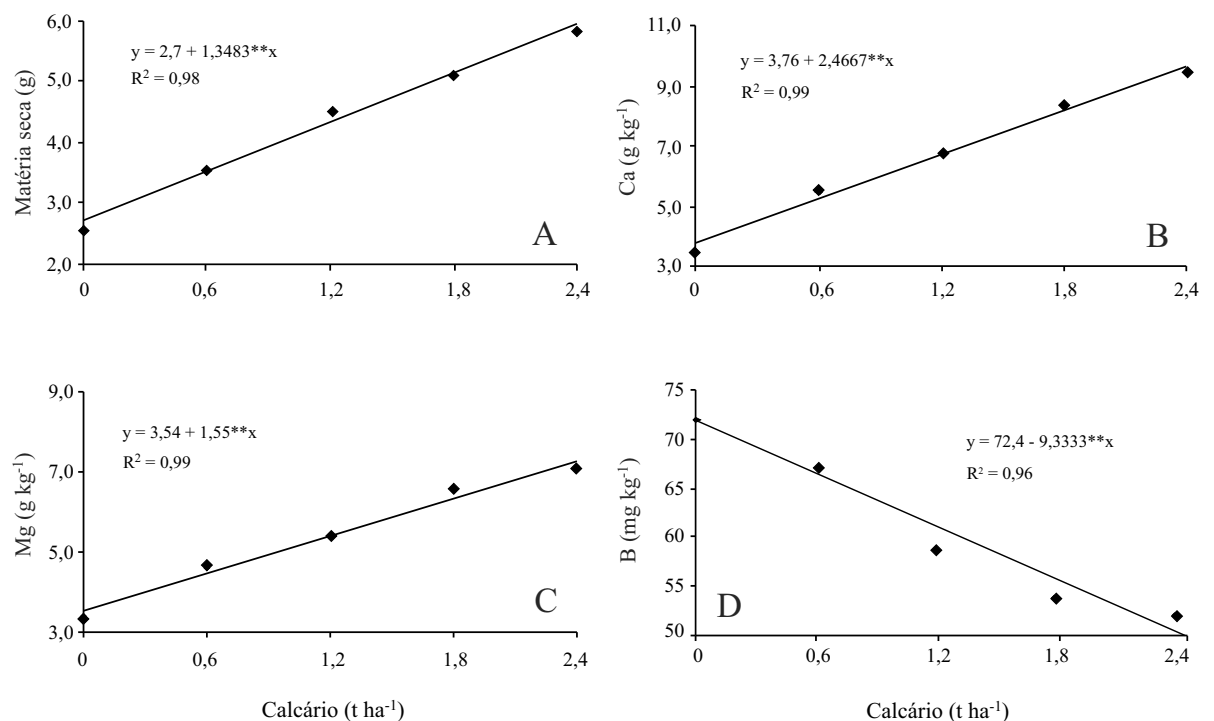 6,0
5,0
4,0
3,0
2,0
Matéria seca (g)
y = 2,7 + 1,3483**x
R² = 0,98
A
0 0,6 1,2 1,8 2,4
11,0
9,0
7,0
5,0
3,0
Ca (g kg⁻¹)
y = 3,76 + 2,4667**x
R² = 0,99
B
0 0,6 1,2 1,8 2,4
9,0
7,0
5,0
3,0
Mg (g kg⁻¹)
y = 3,54 + 1,55**x
R² = 0,99
C
0 0,6 1,2 1,8 2,4
Calcário (t ha⁻¹)
75
70
65
60
55
50
B (mg kg⁻¹)
y = 72,4 - 9,3333**x
R² = 0,96
D
0 0,6 1,2 1,8 2,4
Calcário (t ha⁻¹)